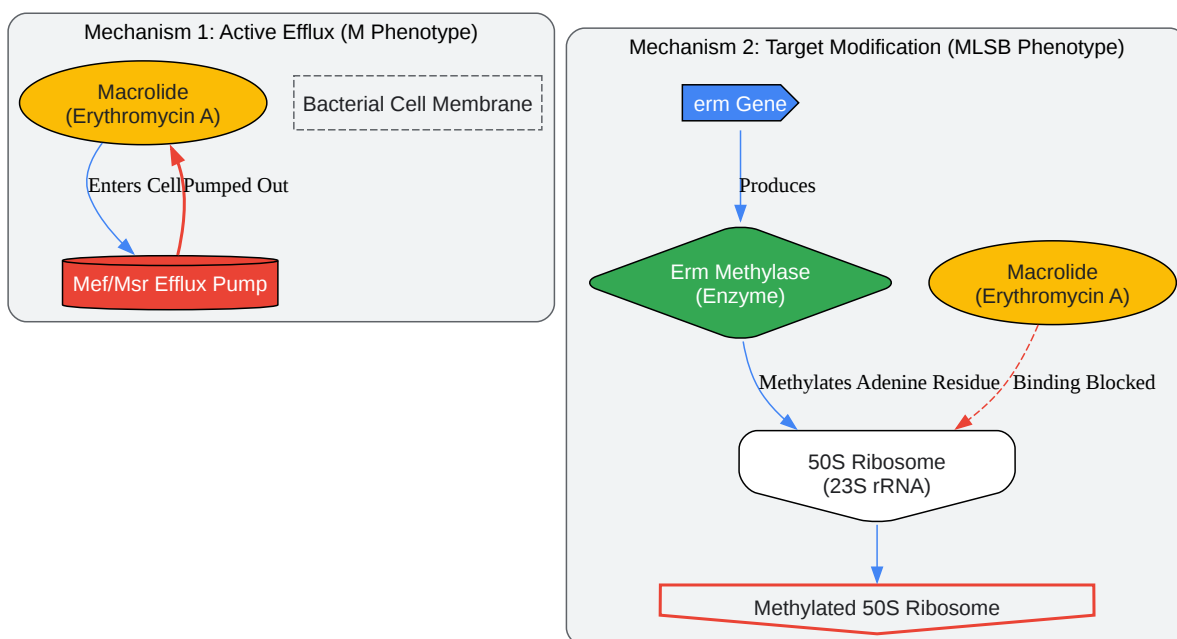 Mechanism 1: Active Efflux (M Phenotype)
Macrolide
(Erythromycin A)
Bacterial Cell Membrane
Enters Cell
Pumped Out
Mef/Msr Efflux Pump
Mechanism 2: Target Modification (MLSB Phenotype)
erm Gene
Produces
Erm Methylase
(Enzyme)
Macrolide
(Erythromycin A)
Methylates Adenine Residue
Binding Blocked
50S Ribosome
(23S rRNA)
Methylated 50S Ribosome